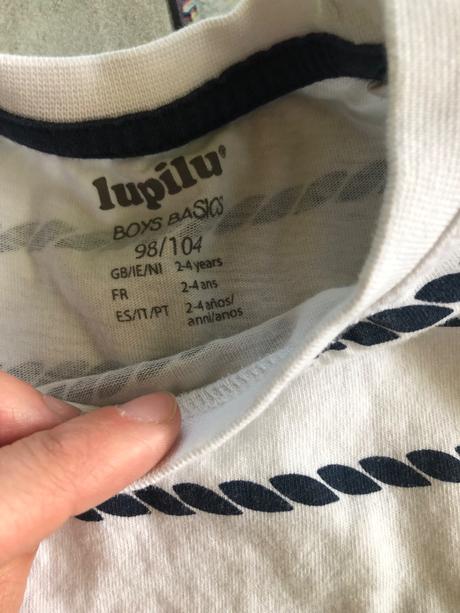 lupilu®
BOYS BASICS
98/104
GB/IE/NI 2-4 years
FR 2-4 ans
ES/IT/PT 2-4 años/
anni/anos